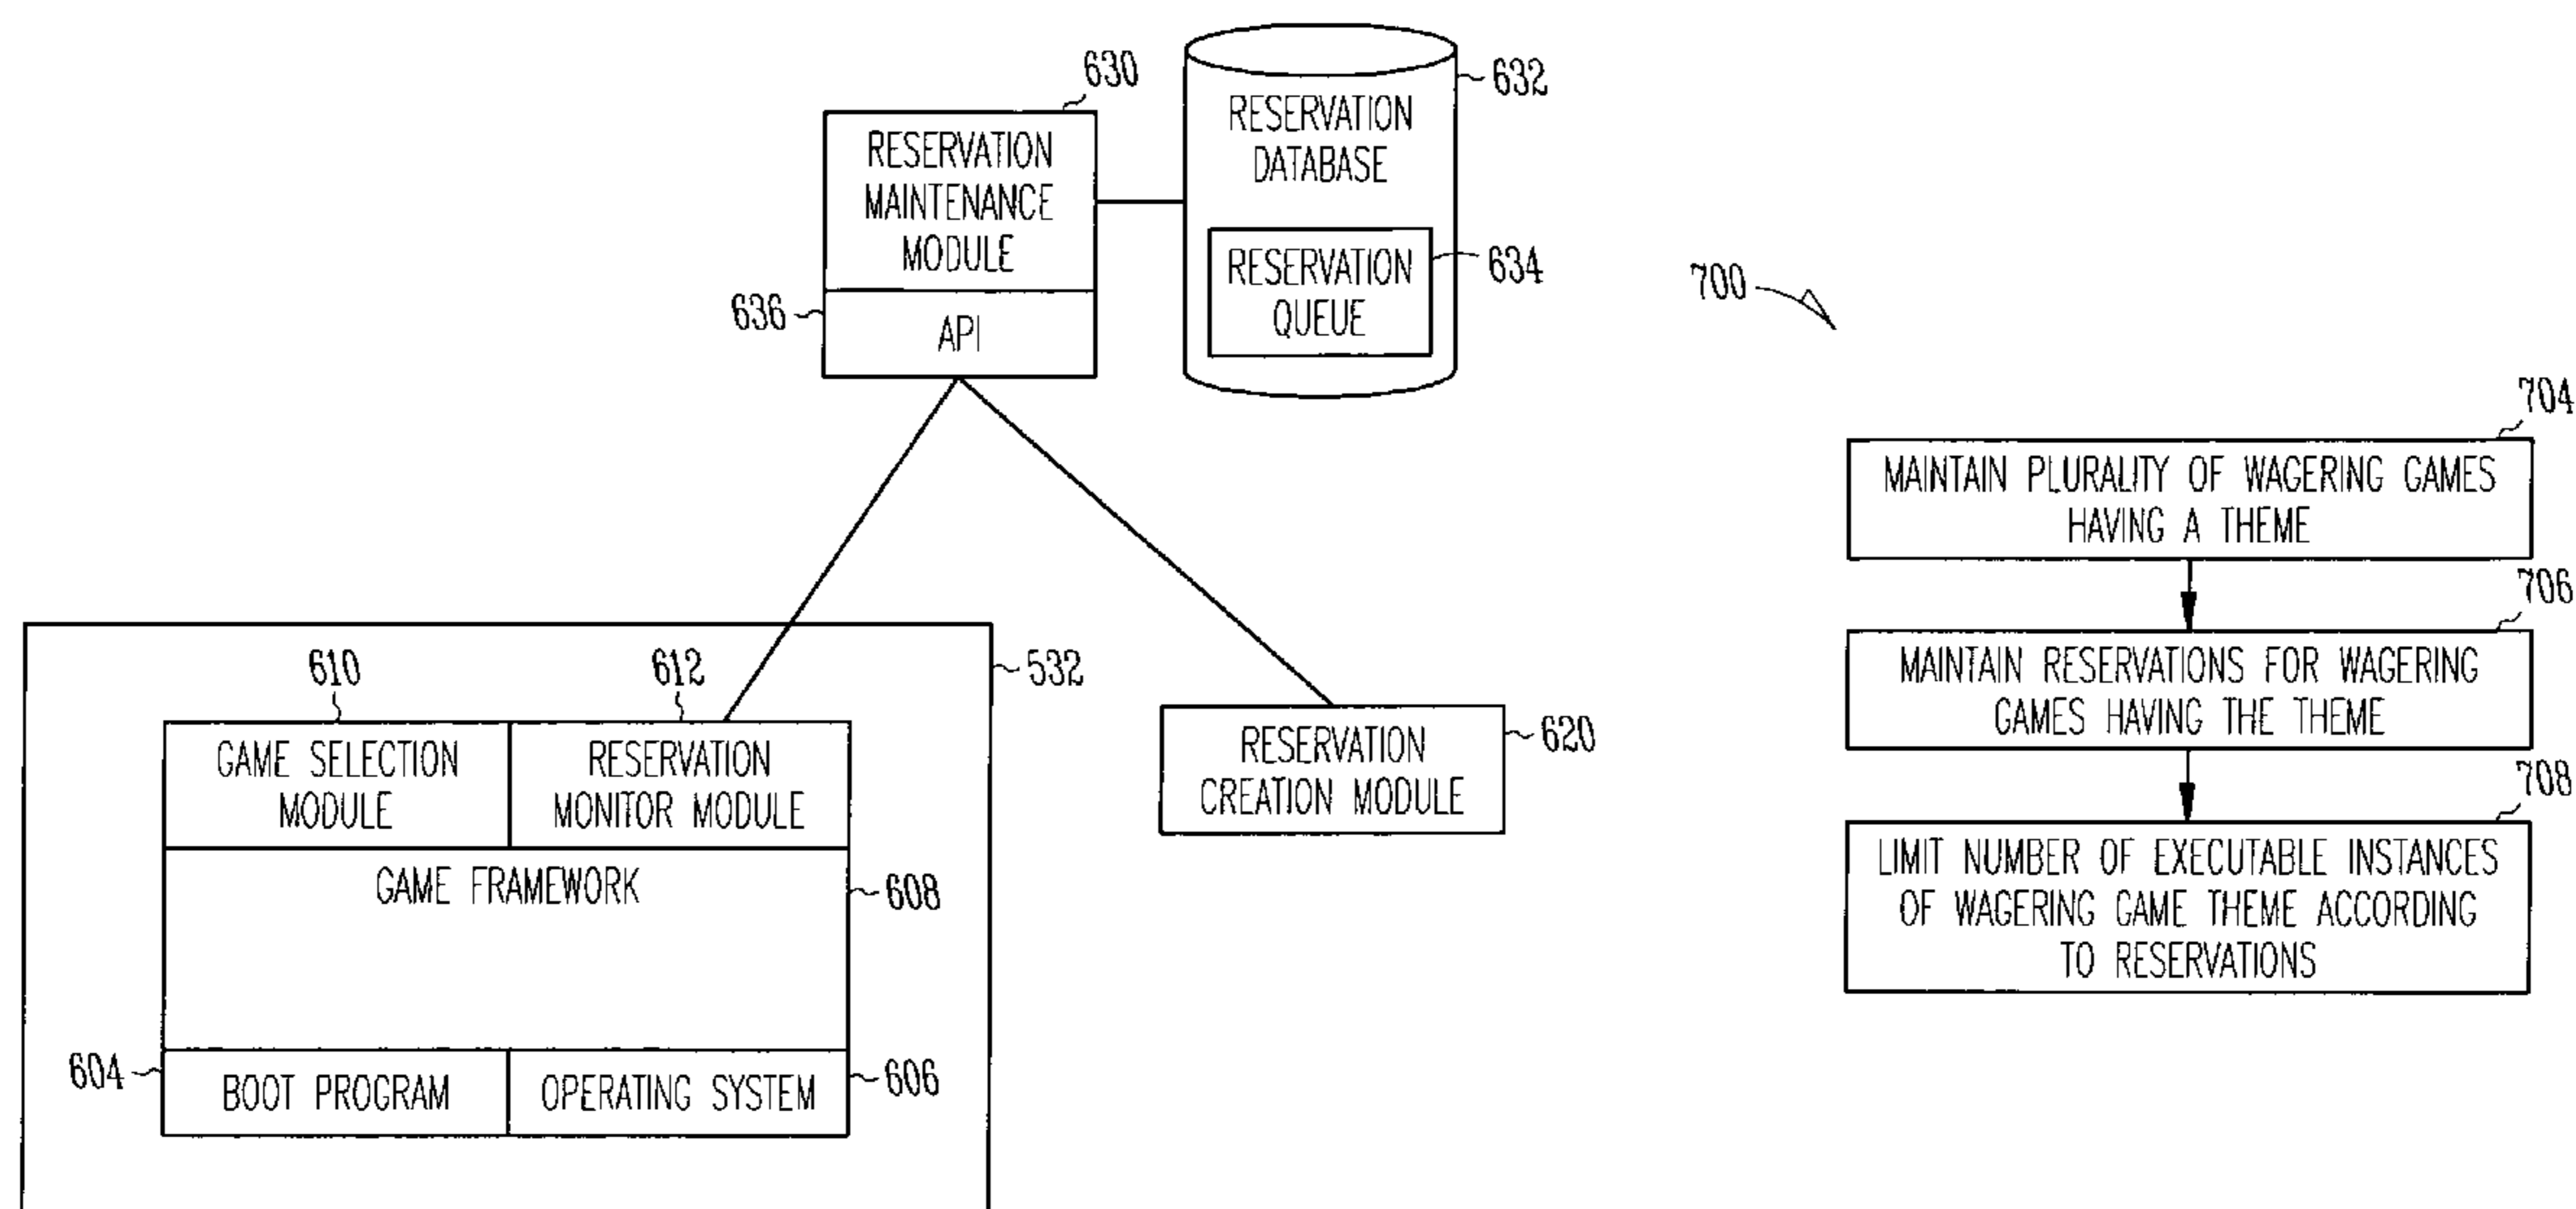 630
RESERVATION
MAINTENANCE
MODULE
636
API
632
RESERVATION
DATABASE
RESERVATION
QUEUE
634
532
610
612
GAME SELECTION
MODULE
RESERVATION
MONITOR MODULE
GAME FRAMEWORK
608
604
BOOT PROGRAM
OPERATING SYSTEM
606
RESERVATION
CREATION MODULE
620
700
704
MAINTAIN PLURALITY OF WAGERING GAMES
HAVING A THEME
706
MAINTAIN RESERVATIONS FOR WAGERING
GAMES HAVING THE THEME
708
LIMIT NUMBER OF EXECUTABLE INSTANCES
OF WAGERING GAME THEME ACCORDING
TO RESERVATIONS